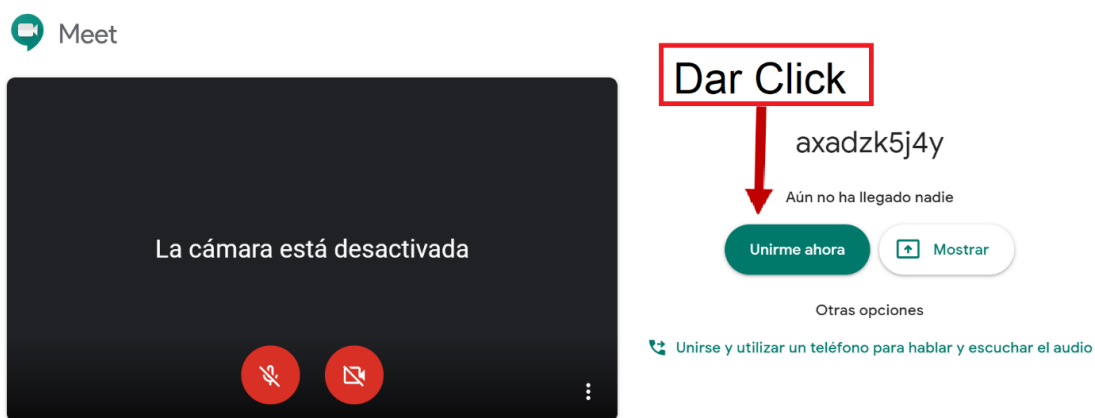 Meet
La cámara está desactivada
Dar Click
axadzk5j4y
Aún no ha llegado nadie
Unirme ahora
Mostrar
Otras opciones
Unirse y utilizar un teléfono para hablar y escuchar el audio